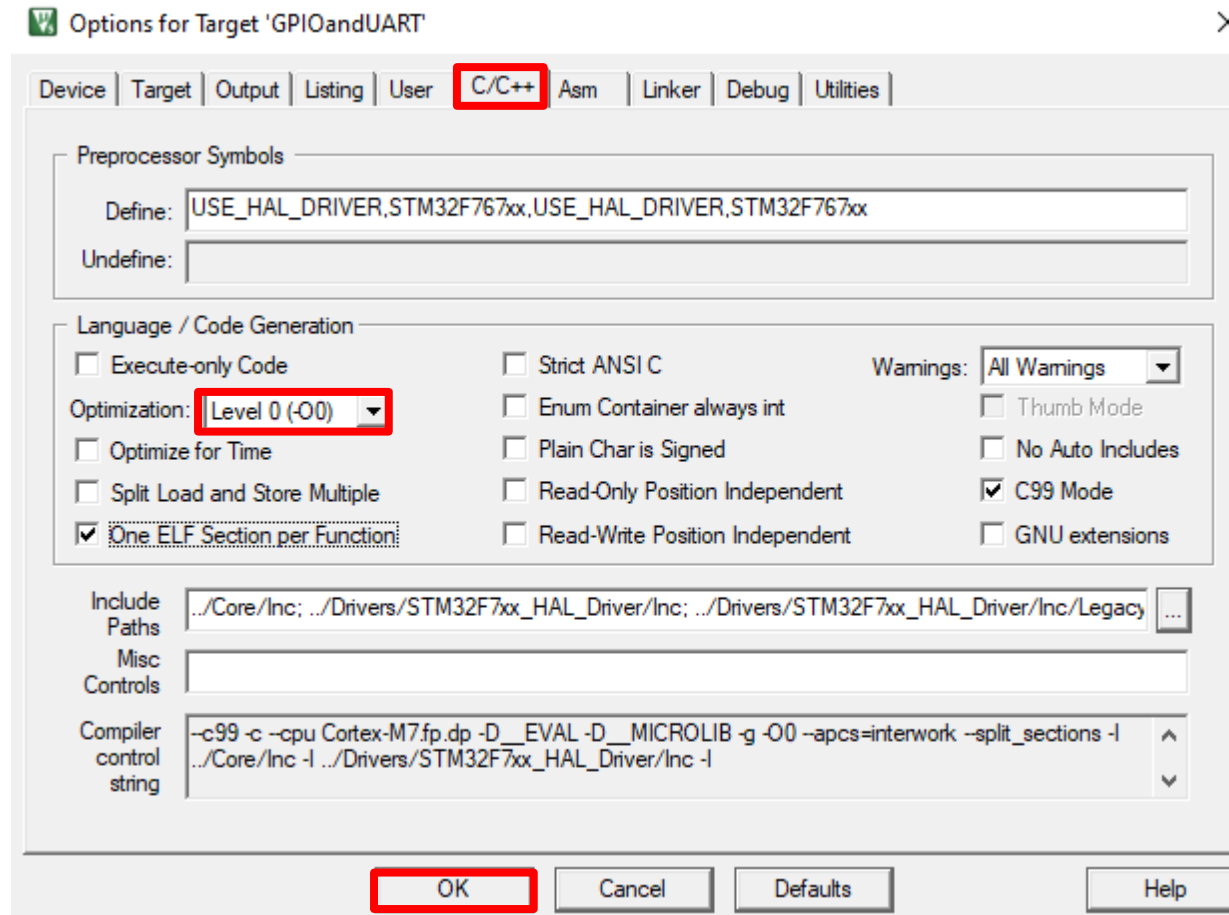 Options for Target 'GPIOandUART'
Device Target Output Listing User C/C++ Asm Linker Debug Utilities
Preprocessor Symbols
Define: USE_HAL_DRIVER,STM32F767xx,USE_HAL_DRIVER,STM32F767xx
Undefine:
Language / Code Generation
Execute-only Code Strict ANSI C Warnings: All Warnings
Optimization: Level 0 (-O0) Enum Container always int Thumb Mode
Optimize for Time Plain Char is Signed No Auto Includes
Split Load and Store Multiple Read-Only Position Independent C99 Mode
One ELF Section per Function Read-Write Position Independent GNU extensions
Include Paths ../Core/Inc; ../Drivers/STM32F7xx_HAL_Driver/Inc; ../Drivers/STM32F7xx_HAL_Driver/Inc/Legacy ...
Misc Controls
Compiler control string --c99 -c --cpu Cortex-M7.fp.dp -D__EVAL -D__MICROLIB -g -O0 --apcs=interwork --split_sections -I
../Core/Inc -I ../Drivers/STM32F7xx_HAL_Driver/Inc -I
OK Cancel Defaults Help